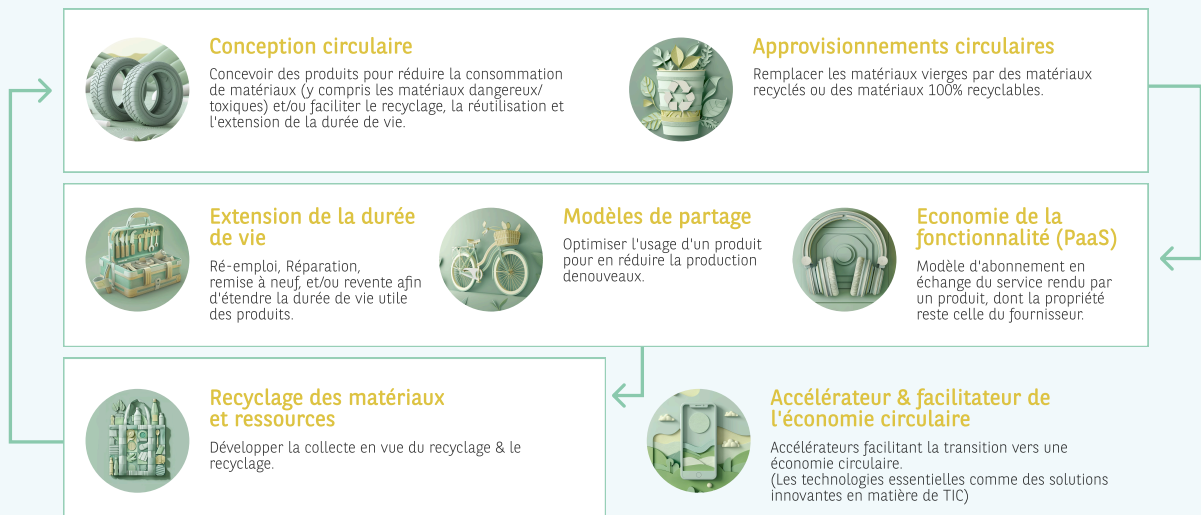 Conception circulaire
Concevoir des produits pour réduire la consommation
de matériaux (y compris les matériaux dangereux/
toxiques) et/ou faciliter le recyclage, la réutilisation et
l'extension de la durée de vie.
Approvisionnements circulaires
Remplacer les matériaux vierges par des matériaux
recyclés ou des matériaux 100% recyclables.
Extension de la durée
de vie
Ré-emploi, Réparation,
remise à neuf, et/ou revente afin
d'étendre la durée de vie utile
des produits.
Modèles de partage
Optimiser l'usage d'un produit
pour en réduire la production
denouveaux.
Economie de la
fonctionnalité (PaaS)
Modèle d'abonnement en
échange du service rendu par
un produit, dont la propriété
reste celle du fournisseur.
Recyclage des matériaux
et ressources
Développer la collecte en vue du recyclage & le
recyclage.
Accélérateur & facilitateur de
l'économie circulaire
Accélérateurs facilitant la transition vers une
économie circulaire.
(Les technologies essentielles comme des solutions
innovantes en matière de TIC)